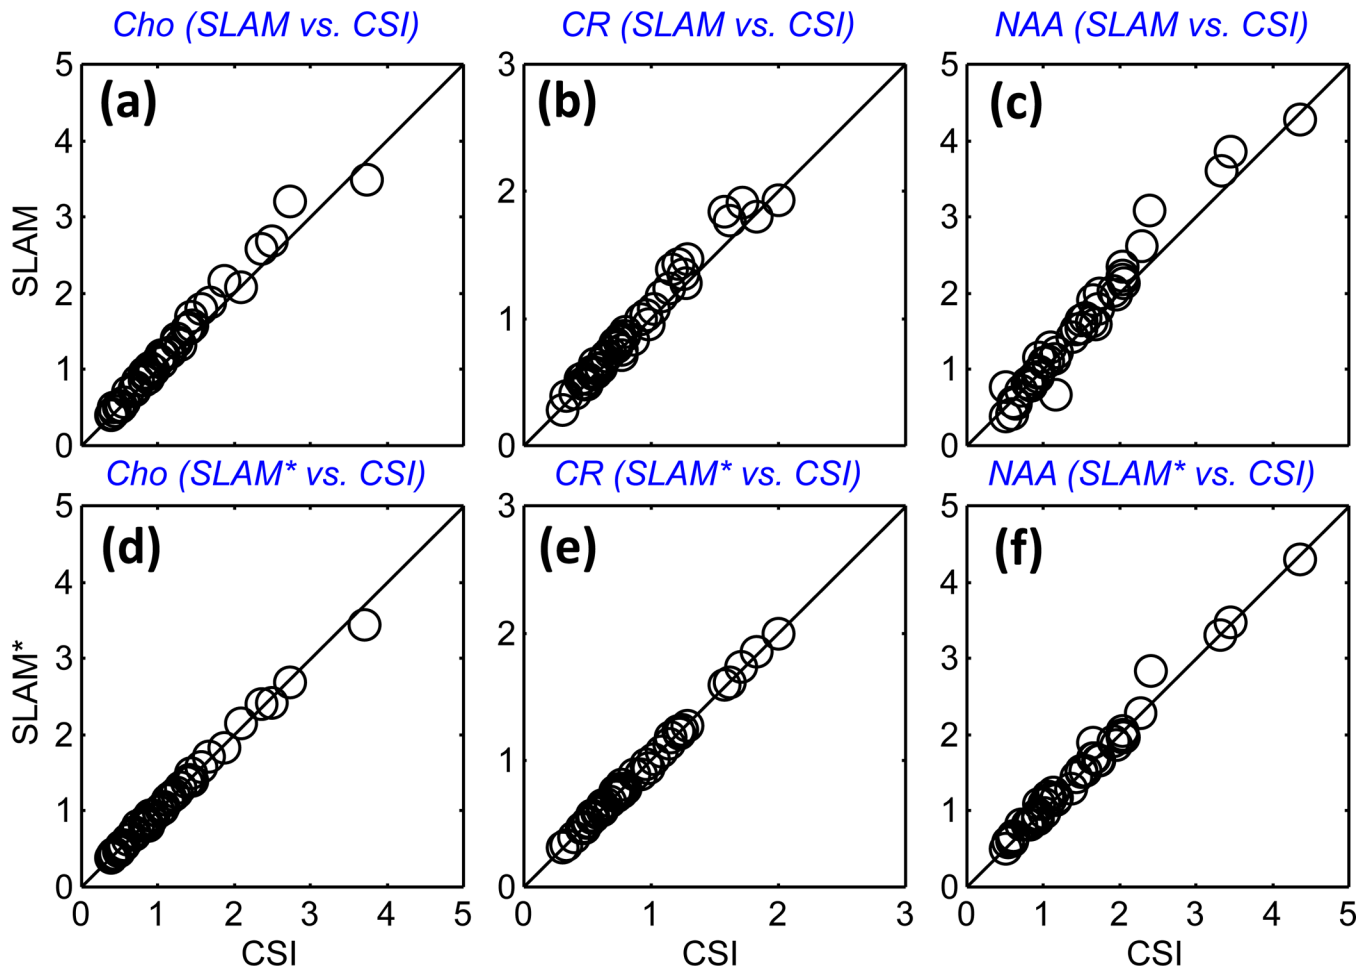 Cho (SLAM vs. CSI) CR (SLAM vs. CSI) NAA (SLAM vs. CSI)
5 3 5
(a) (b) (c)
4 4
2
3 3
SLAM
2 2
1
1 1
0 0 0
Cho (SLAM* vs. CSI) CR (SLAM* vs. CSI) NAA (SLAM* vs. CSI)
5 3 5
(d) (e) (f)
4 4
2
3 3
SLAM*
2 2
1
1 1
0 0 0
0 1 2 3 4 5 0 1 2 3 0 1 2 3 4 5
CSI CSI CSI